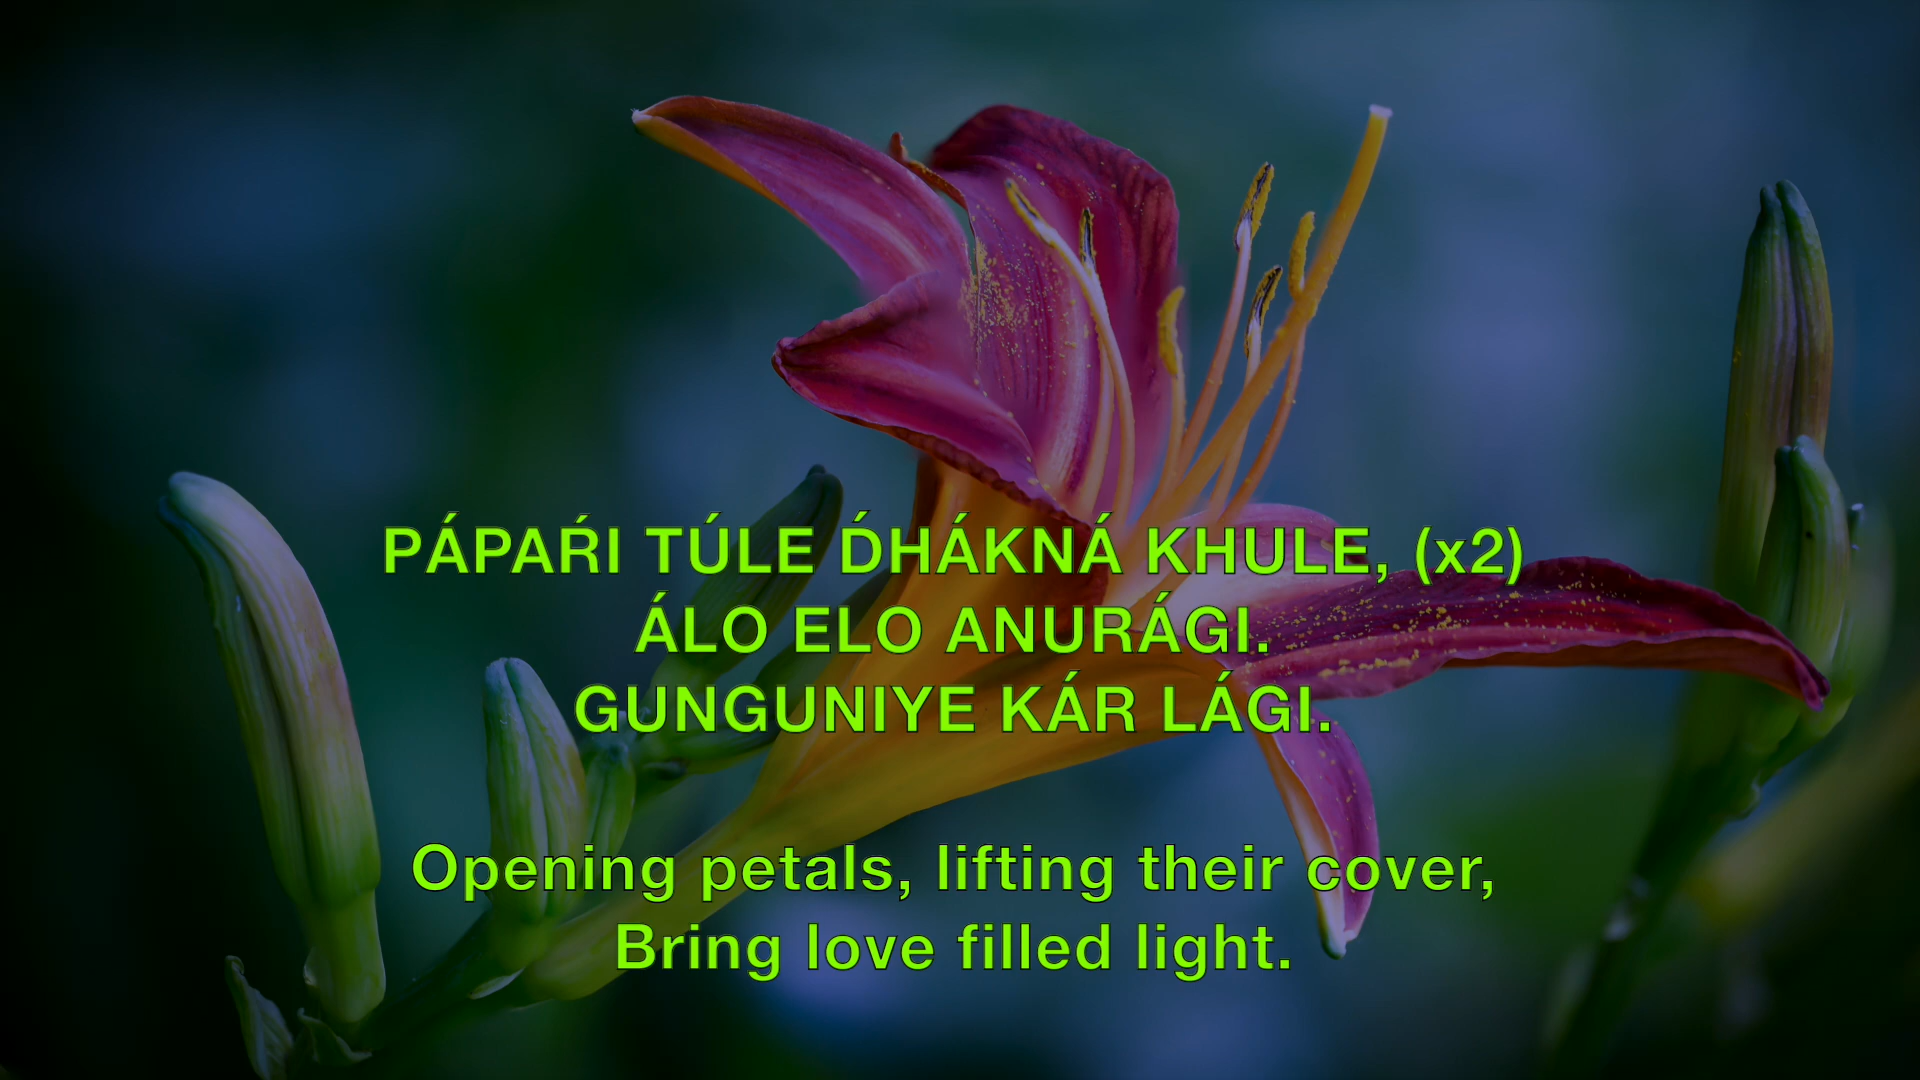 PÁPAŔI TÚLE D́HÁKNÁ KHULE, (x2)
ÁLO ELO ANURÁGI.
GUNGUNIYE KÁR LÁGI.
Opening petals, lifting their cover,
Bring love filled light.